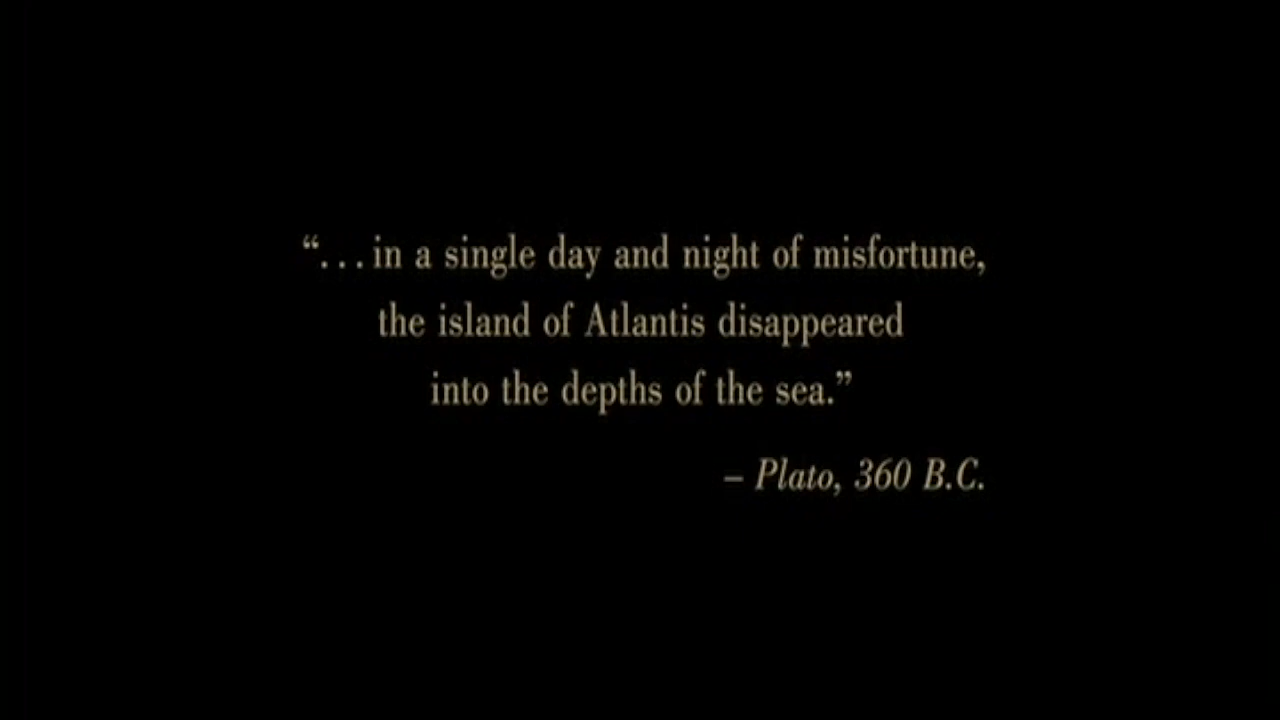 “...in a single day and night of misfortune,
the island of Atlantis disappeared
into the depths of the sea.”
– Plato, 360 B.C.